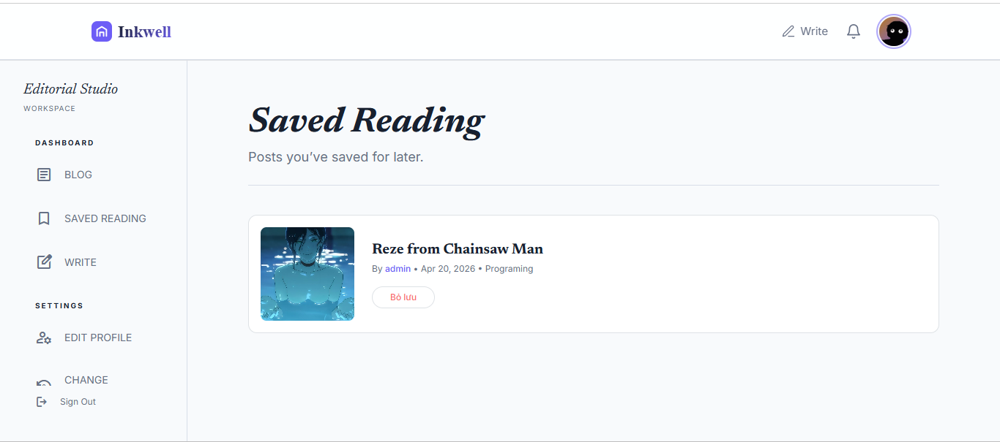 Inkwell
Write
Editorial Studio
WORKSPACE
DASHBOARD
BLOG
SAVED READING
WRITE
SETTINGS
EDIT PROFILE
CHANGE
Sign Out
Saved Reading
Posts you’ve saved for later.
Reze from Chainsaw Man
By admin • Apr 20, 2026 • Programing
Bỏ lưu